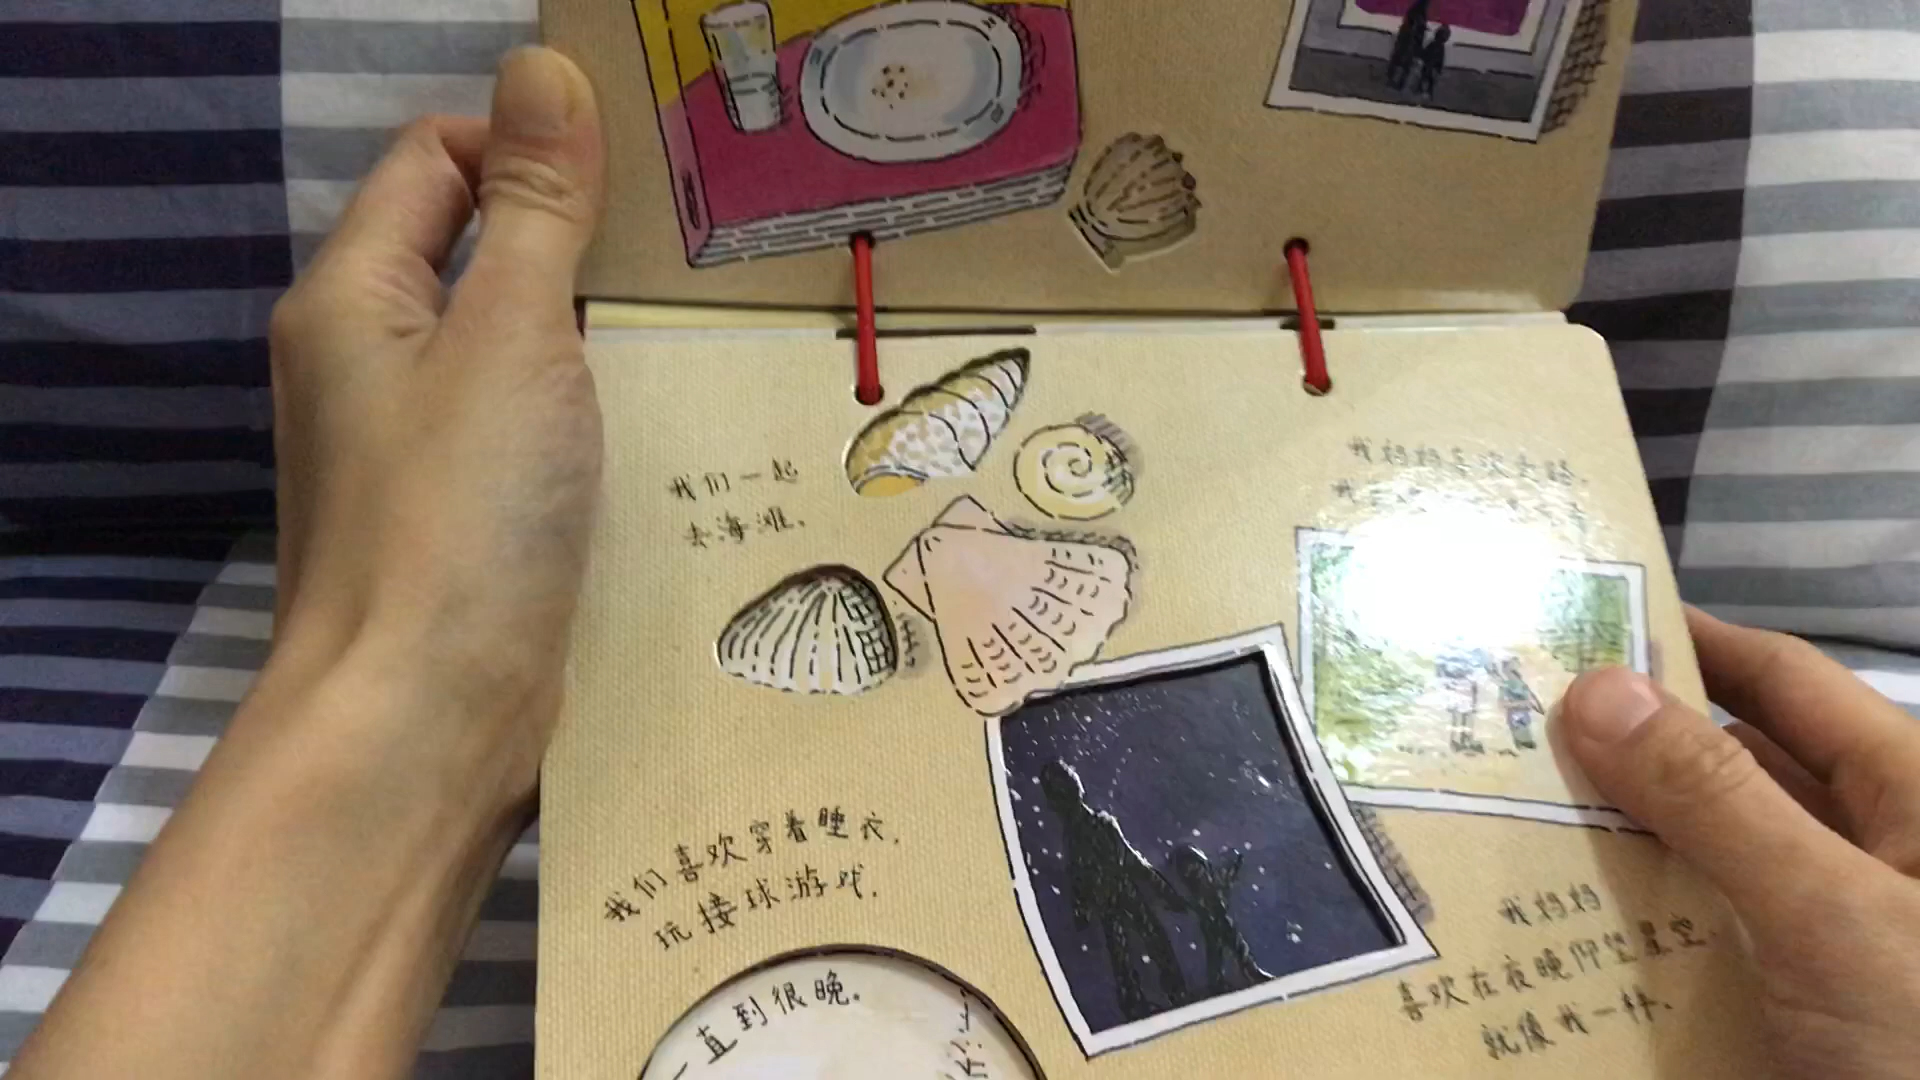 我们一起
去海滩。
我妈妈喜欢走路，
我们喜欢穿着睡衣，
玩接球游戏，
一直到很晚。
我妈妈
喜欢在夜晚仰望星空，
就像我一样。